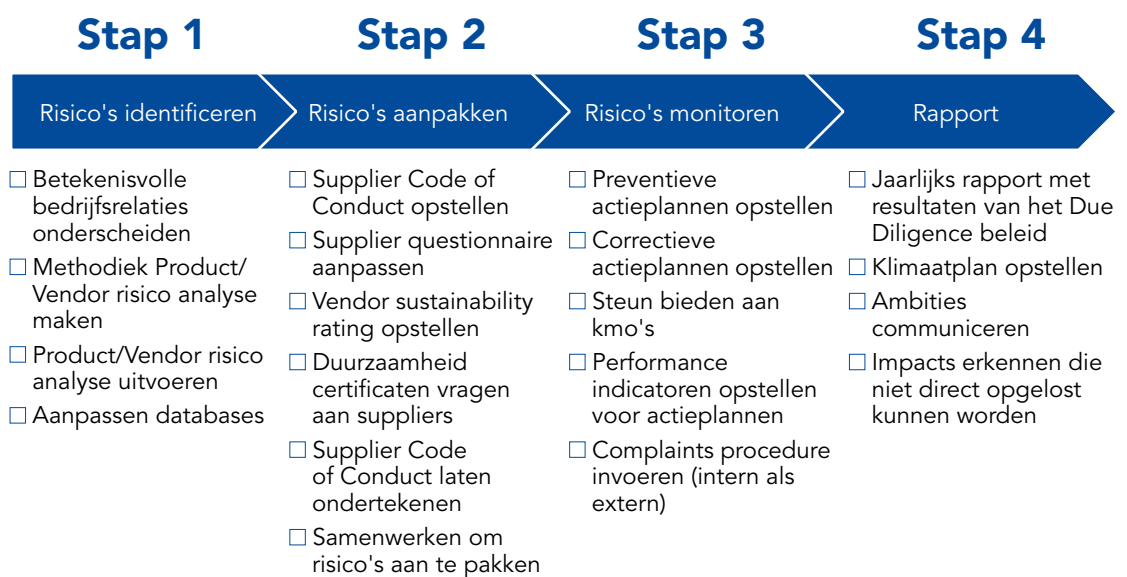 Stap 1
Stap 2
Stap 3
Stap 4
Risico's identificeren
Risico's aanpakken
Risico's monitoren
Rapport
Betekenisvolle
bedrijfsrelaties
onderscheiden
Methodiek Product/
Vendor risico analyse
maken
Product/Vendor risico
analyse uitvoeren
Aanpassen databases
Supplier Code of
Conduct opstellen
Supplier questionnaire
aanpassen
Vendor sustainability
rating opstellen
Duurzaamheid
certificaten vragen
aan suppliers
Supplier Code
of Conduct laten
ondertekenen
Samenwerken om
risico's aan te pakken
Preventieve
actieplannen opstellen
Correctieve
actieplannen opstellen
Steun bieden aan
kmo's
Performance
indicatoren opstellen
voor actieplannen
Complaints procedure
invoeren (intern als
extern)
Jaarlijks rapport met
resultaten van het Due
Diligence beleid
Klimaatplan opstellen
Ambities
communiceren
Impacts erkennen die
niet direct opgelost
kunnen worden